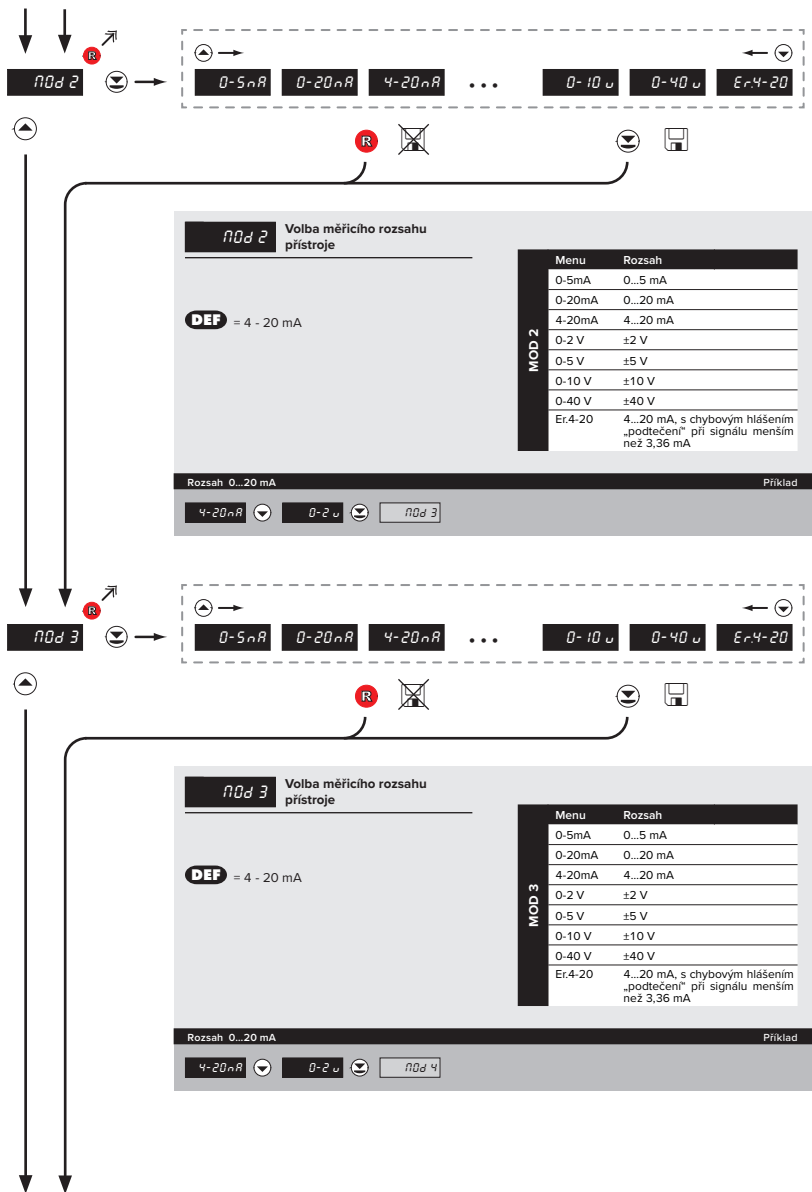 R
MOd 2
0-5mA 0-20mA 4-20mA ... 0-10 V 0-40 V Er.4-20
R
MOd 2 Volba měřicího rozsahu
přístroje
DEF = 4 - 20 mA
MOD 2
Menu Rozsah
0-5mA 0...5 mA
0-20mA 0...20 mA
4-20mA 4...20 mA
0-2 V ±2 V
0-5 V ±5 V
0-10 V ±10 V
0-40 V ±40 V
Er.4-20 4...20 mA, s chybovým hlášením
„podtečení“ při signálu menším
než 3,36 mA
Rozsah 0...20 mA Příklad
4-20mA 0-2 V MOd 3
R
MOd 3
0-5mA 0-20mA 4-20mA ... 0-10 V 0-40 V Er.4-20
R
MOd 3 Volba měřicího rozsahu
přístroje
DEF = 4 - 20 mA
MOD 3
Menu Rozsah
0-5mA 0...5 mA
0-20mA 0...20 mA
4-20mA 4...20 mA
0-2 V ±2 V
0-5 V ±5 V
0-10 V ±10 V
0-40 V ±40 V
Er.4-20 4...20 mA, s chybovým hlášením
„podtečení“ při signálu menším
než 3,36 mA
Rozsah 0...20 mA Příklad
4-20mA 0-2 V MOd 4